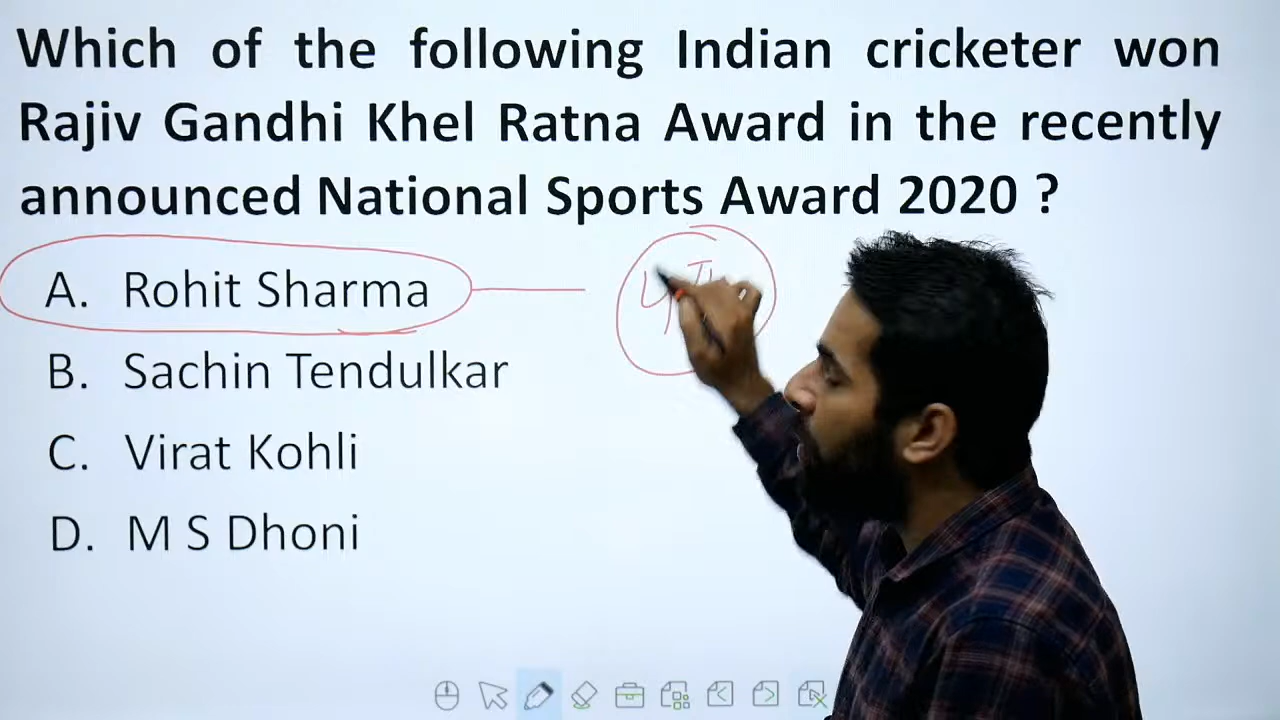 Which of the following Indian cricketer won
Rajiv Gandhi Khel Ratna Award in the recently
announced National Sports Award 2020 ?
A. Rohit Sharma
B. Sachin Tendulkar
C. Virat Kohli
D. M S Dhoni